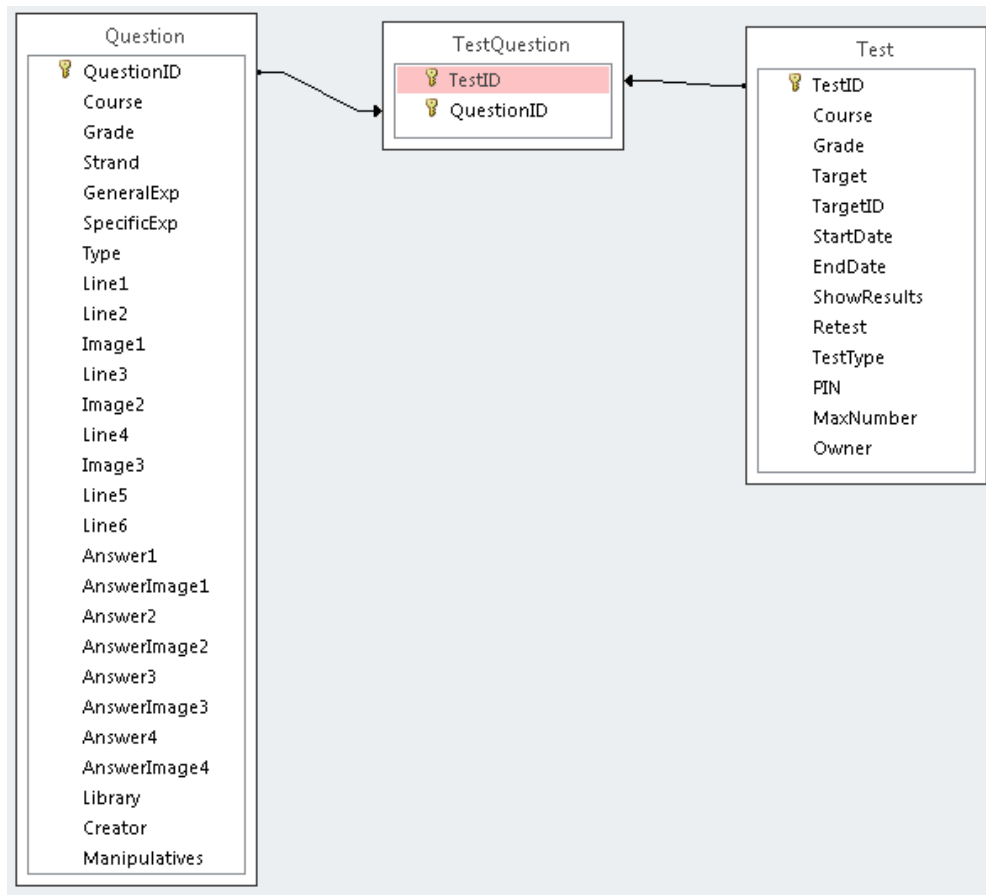 Question
QuestionID
Course
Grade
Strand
GeneralExp
SpecificExp
Type
Line1
Line2
Image1
Line3
Image2
Line4
Image3
Line5
Line6
Answer1
AnswerImage1
Answer2
AnswerImage2
Answer3
AnswerImage3
Answer4
AnswerImage4
Library
Creator
Manipulatives
TestQuestion
TestID
QuestionID
Test
TestID
Course
Grade
Target
TargetID
StartDate
EndDate
ShowResults
Retest
TestType
PIN
MaxNumber
Owner